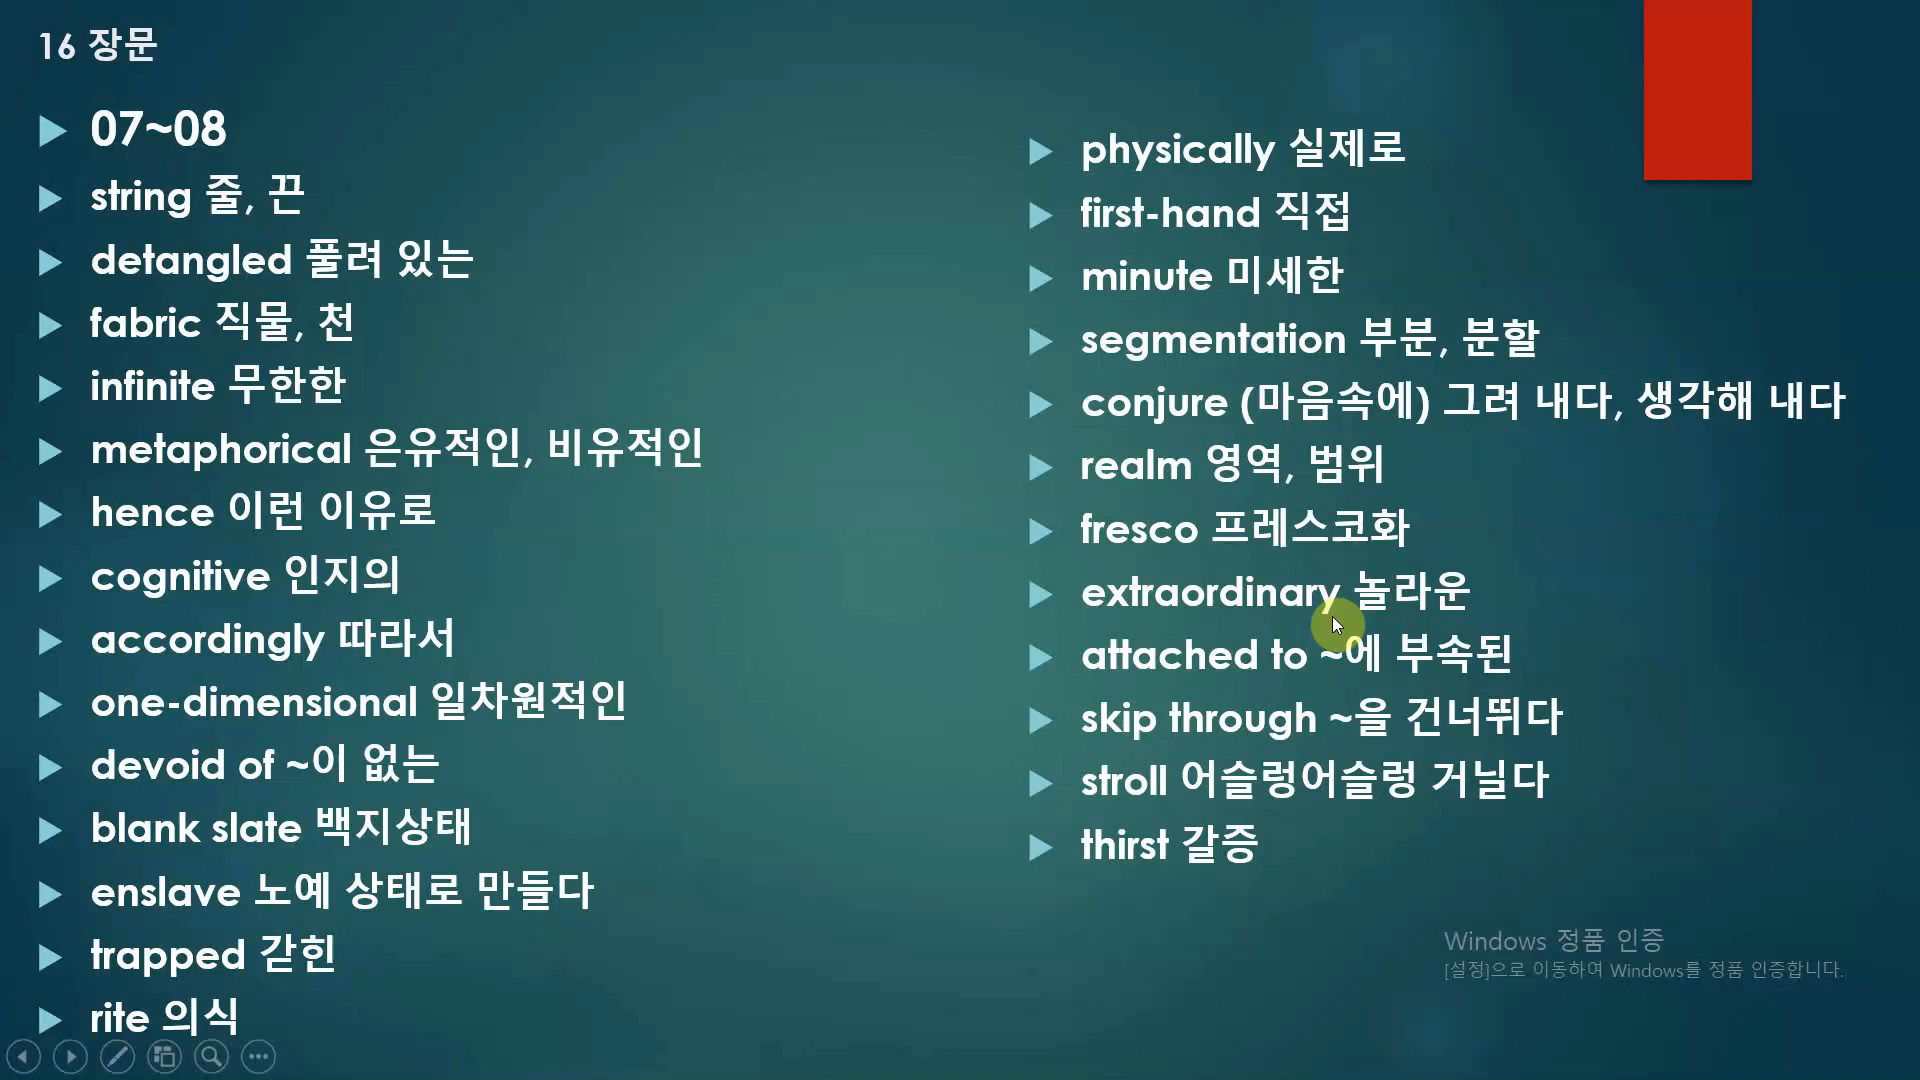 16 장문
07~08
string 줄, 끈
detangled 풀려 있는
fabric 직물, 천
infinite 무한한
metaphorical 은유적인, 비유적인
hence 이런 이유로
cognitive 인지의
accordingly 따라서
one-dimensional 일차원적인
devoid of ~이 없는
blank slate 백지상태
enslave 노예 상태로 만들다
trapped 갇힌
rite 의식
physically 실제로
first-hand 직접
minute 미세한
segmentation 부분, 분할
conjure (마음속에) 그려 내다, 생각해 내다
realm 영역, 범위
fresco 프레스코화
extraordinary 놀라운
attached to ~에 부속된
skip through ~을 건너뛰다
stroll 어슬렁어슬렁 거닐다
thirst 갈증
Windows 정품 인증
[설정]으로 이동하여 Windows를 정품 인증합니다.